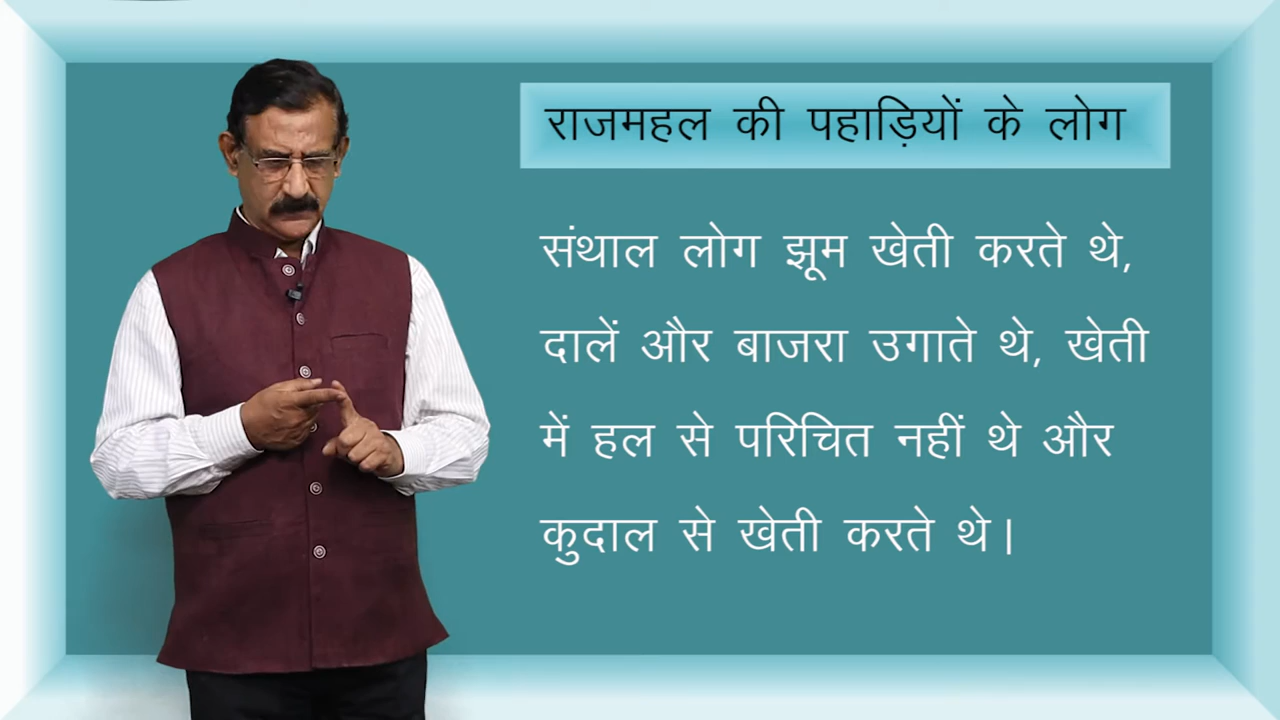 राजमहल की पहाड़ियों के लोग
संथाल लोग झूम खेती करते थे,
दालें और बाजरा उगाते थे, खेती
में हल से परिचित नहीं थे और
कुदाल से खेती करते थे।